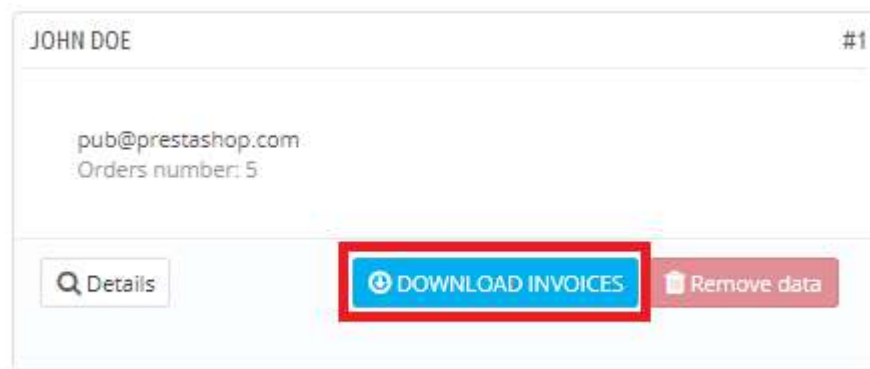 JOHN DOE #1
pub@prestashop.com
Orders number: 5
Details DOWNLOAD INVOICES Remove data